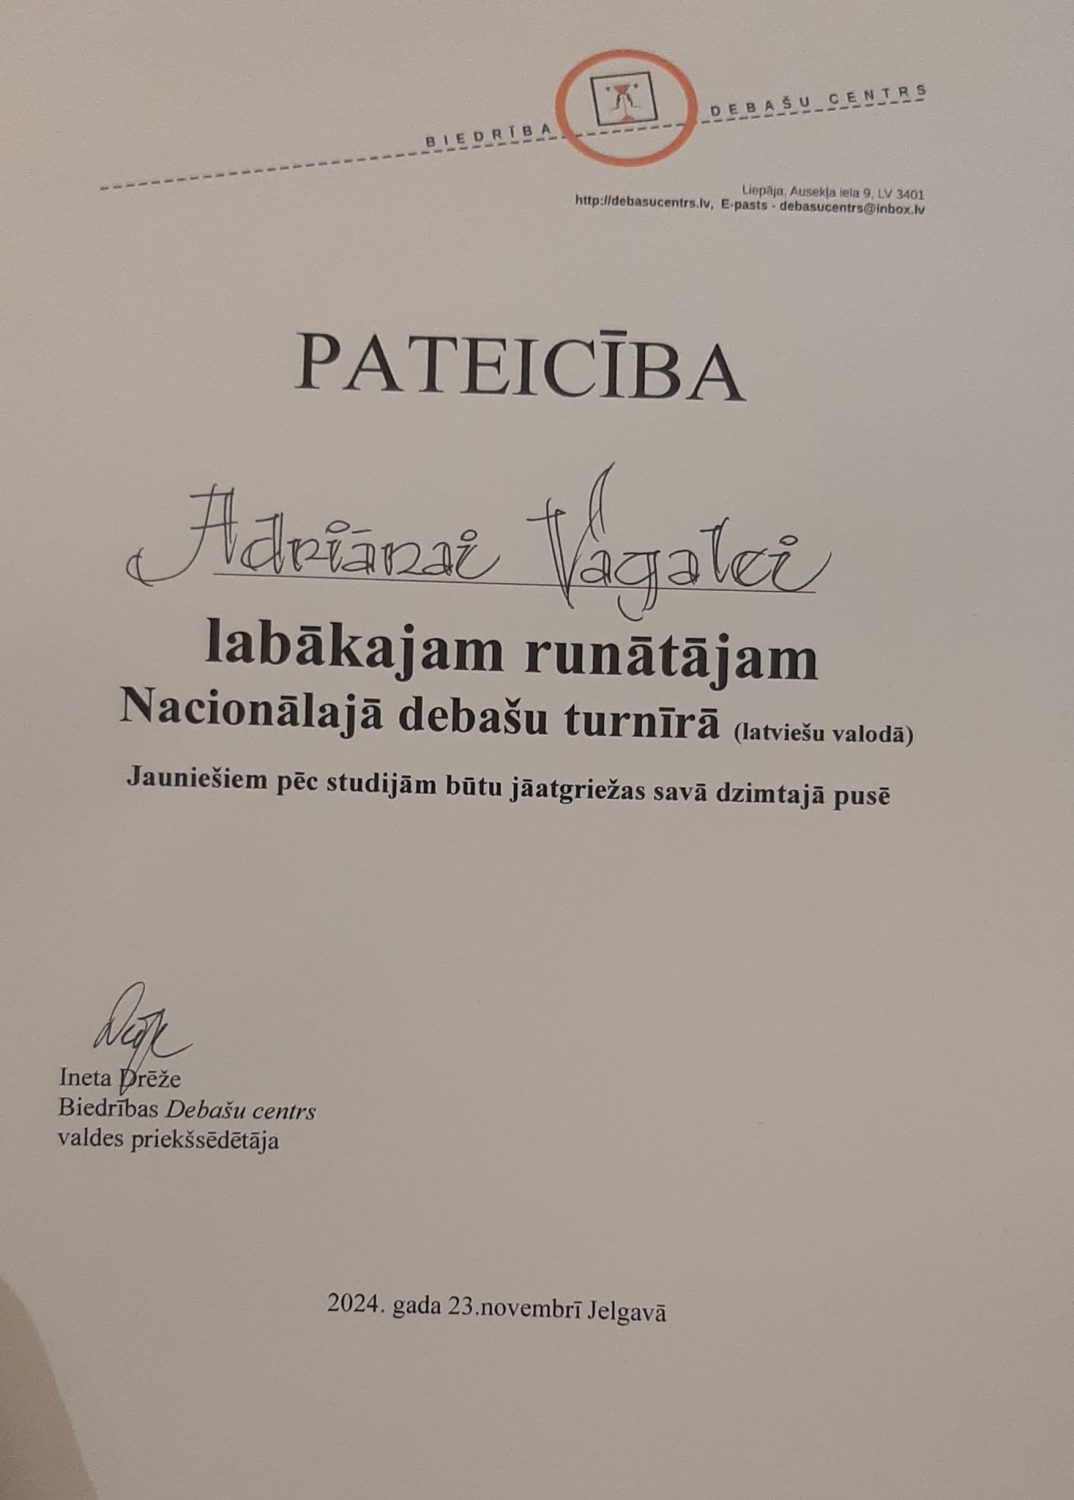 BIEDRĪBA DEBAŠU CENTRS
Liepāja, Ausekļa iela 9, LV 3401
http://debasucentrs.lv, E-pasts - debasucentrs@inbox.lv
PATEICĪBA
Adriānai Vagalei
labākajam runātājam
Nacionālajā debašu turnīrā (latviešu valodā)
Jauniešiem pēc studijām būtu jāatgriežas savā dzimtajā pusē
Ineta Drēže
Biedrības Debašu centrs
valdes priekšsēdētāja
2024. gada 23.novembrī Jelgavā